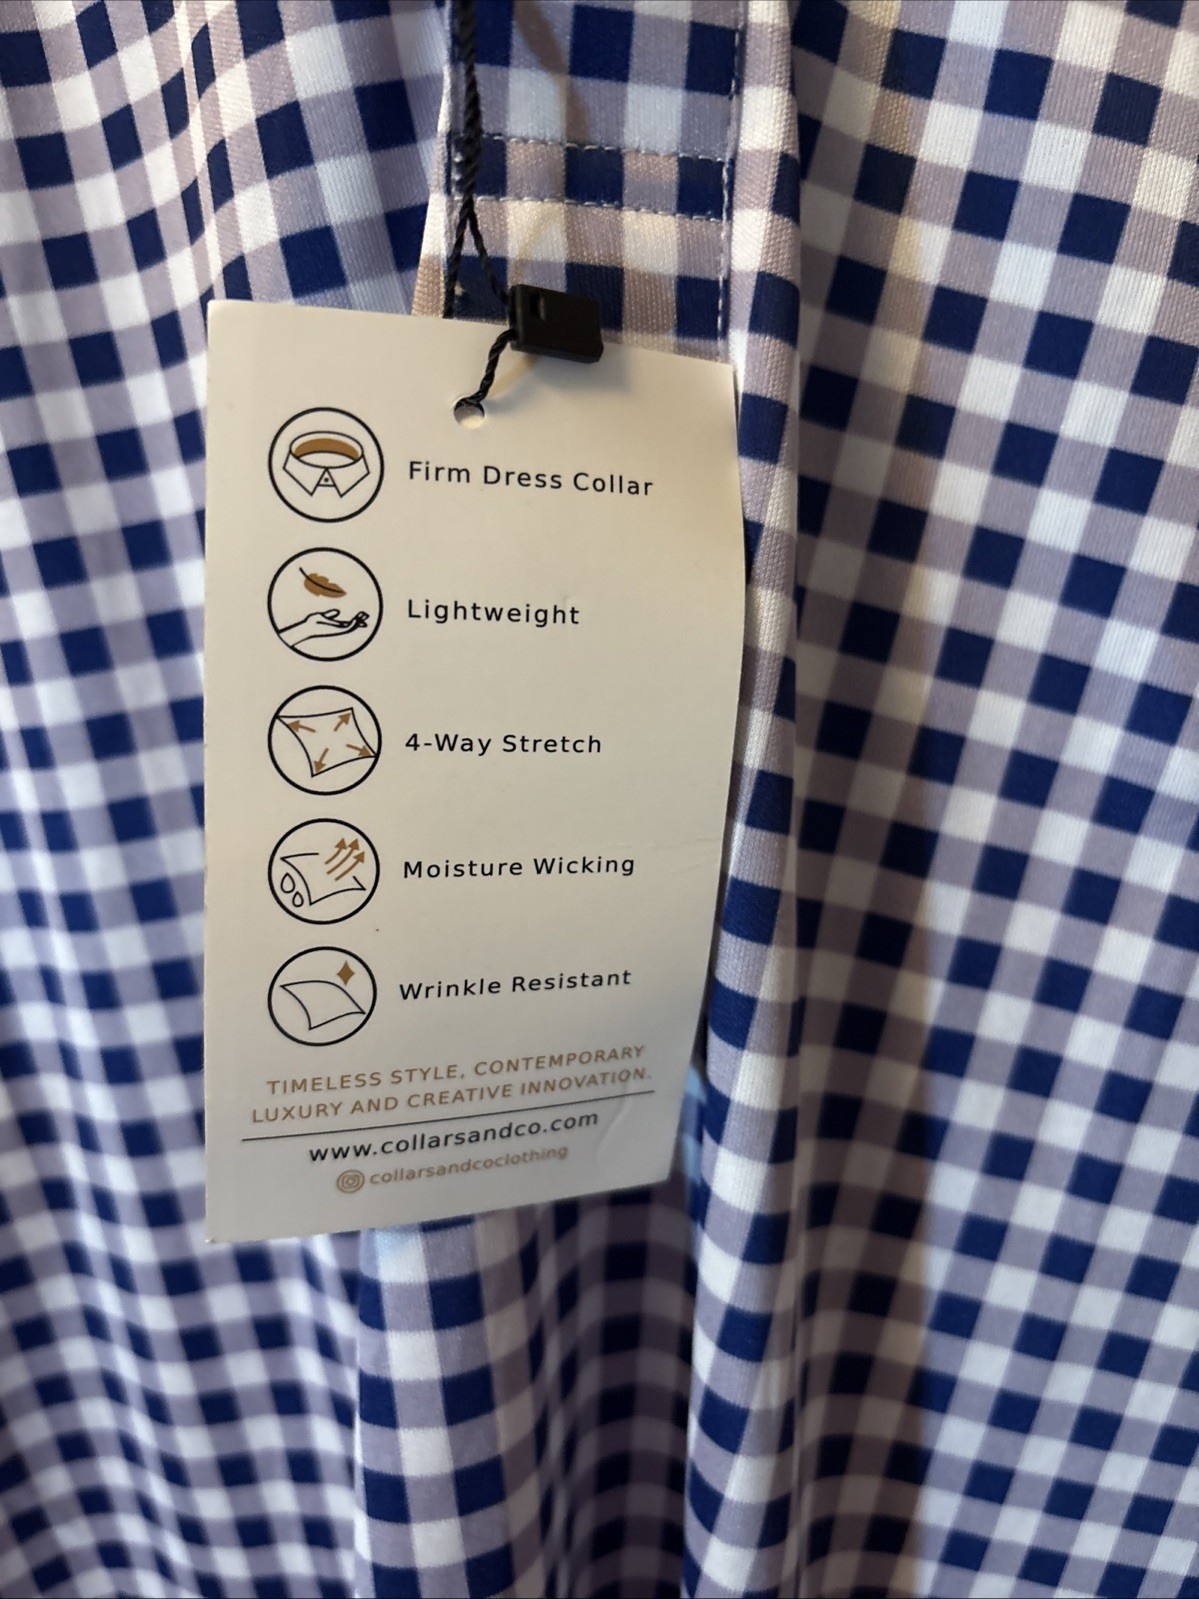 Firm Dress Collar
Lightweight
4-Way Stretch
Moisture Wicking
Wrinkle Resistant
TIMELESS STYLE, CONTEMPORARY
LUXURY AND CREATIVE INNOVATION.
www.collarsandco.com
collarsandcoclothing